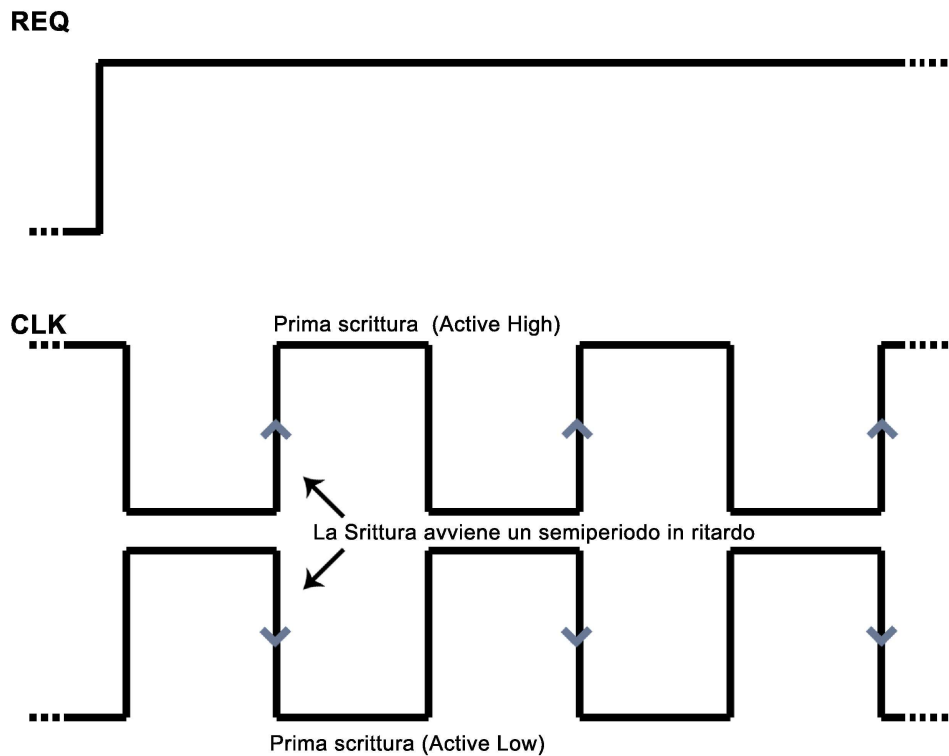 REQ
CLK
Prima scrittura (Active High)
La Srittura avviene un semiperiodo in ritardo
Prima scrittura (Active Low)